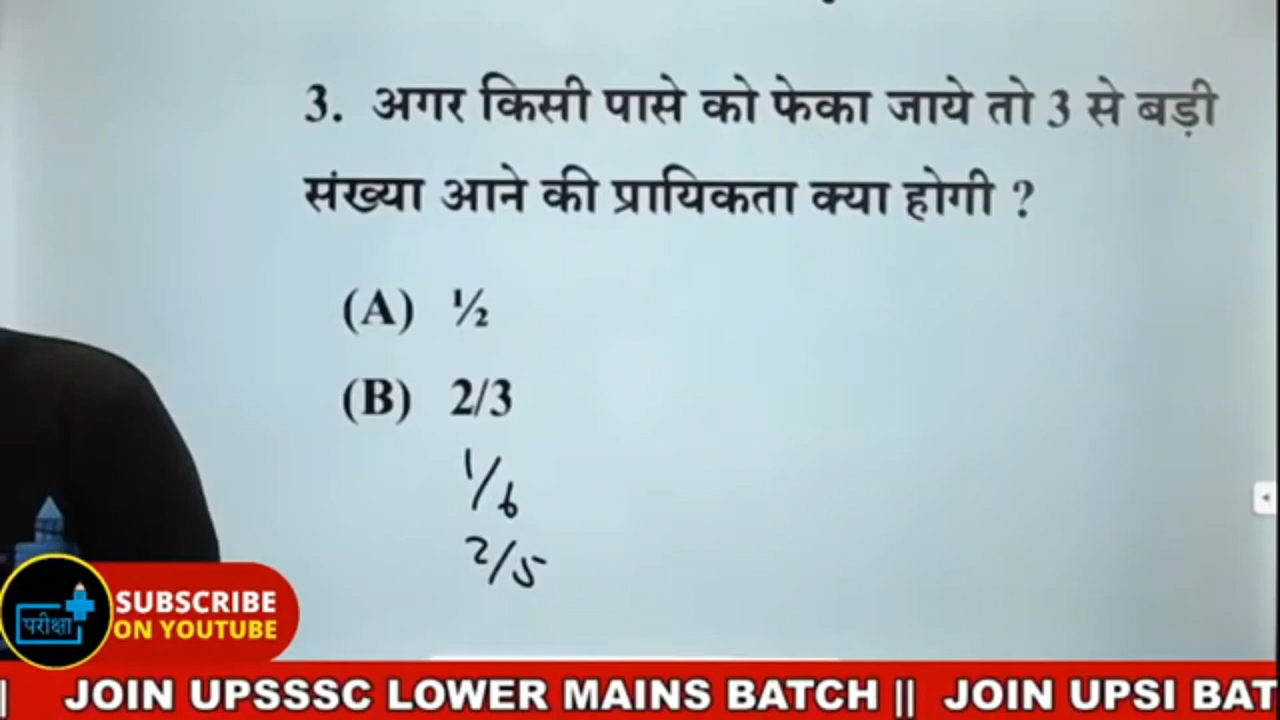 3. अगर किसी पासे को फेका जाये तो 3 से बड़ी
संख्या आने की प्रायिकता क्या होगी ?
(A) ½
(B) 2/3
1/6
2/5
परीक्षा
SUBSCRIBE
ON YOUTUBE
|| JOIN UPSSSC LOWER MAINS BATCH || JOIN UPSI BAT